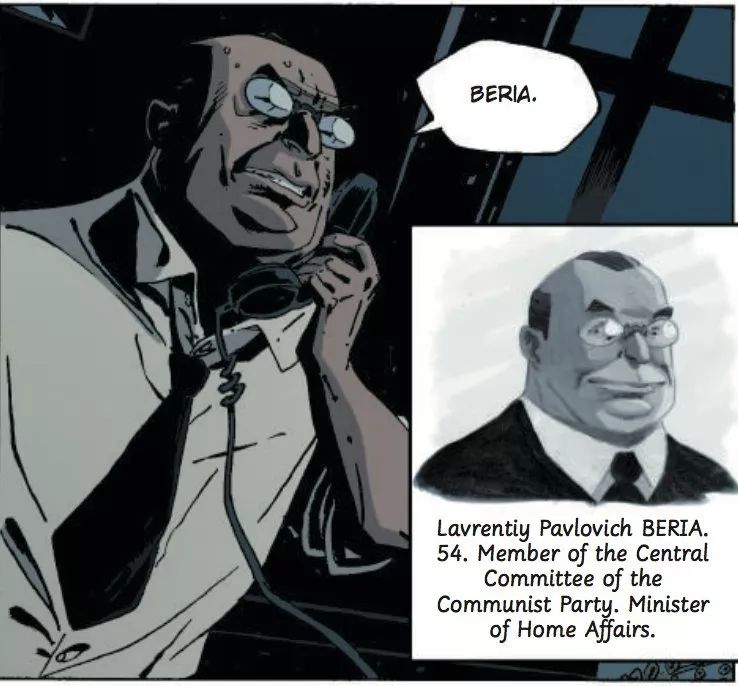 BERIA.
Lavrentiy Pavlovich BERIA.
54. Member of the Central
Committee of the
Communist Party. Minister
of Home Affairs.